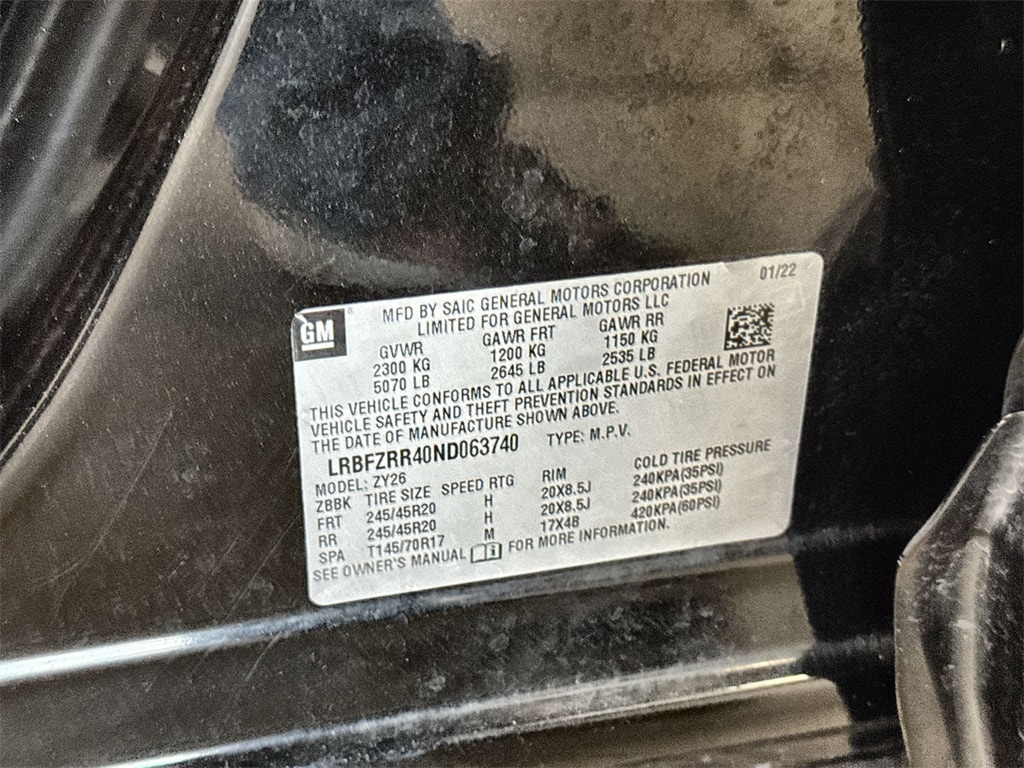 GM
MFD BY SAIC GENERAL MOTORS CORPORATION 01/22
LIMITED FOR GENERAL MOTORS LLC
GVWR GAWR FRT GAWR RR
2300 KG 1200 KG 1150 KG
5070 LB 2645 LB 2535 LB
THIS VEHICLE CONFORMS TO ALL APPLICABLE U.S. FEDERAL MOTOR
VEHICLE SAFETY AND THEFT PREVENTION STANDARDS IN EFFECT ON
THE DATE OF MANUFACTURE SHOWN ABOVE.
LRBFZRR40ND063740 TYPE: M.P.V.
MODEL: ZY26
ZBBK TIRE SIZE SPEED RTG RIM COLD TIRE PRESSURE
FRT 245/45R20 H 20X8.5J 240KPA(35PSI)
RR 245/45R20 H 20X8.5J 240KPA(35PSI)
SPA T145/70R17 M 17X4B 420KPA(60PSI)
SEE OWNER'S MANUAL FOR MORE INFORMATION.